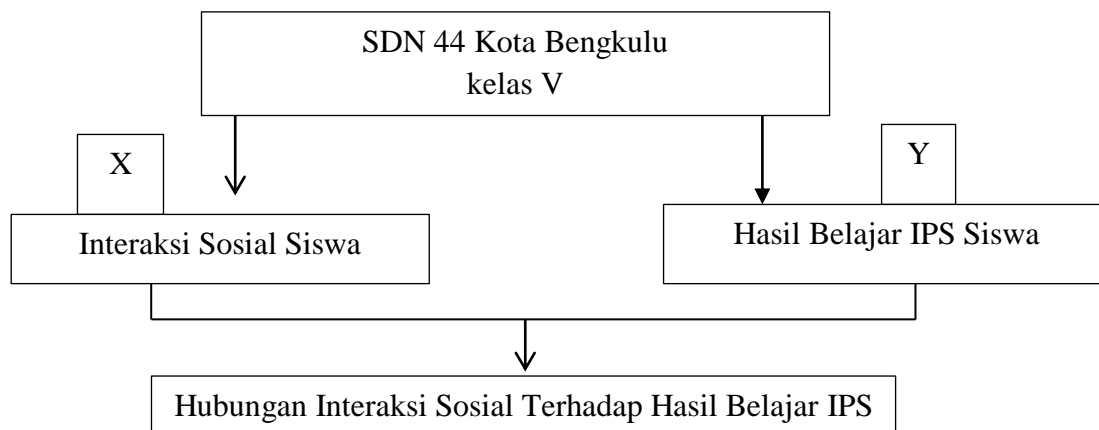 SDN 44 Kota Bengkulu
kelas V
X
Y
Interaksi Sosial Siswa
Hasil Belajar IPS Siswa
Hubungan Interaksi Sosial Terhadap Hasil Belajar IPS